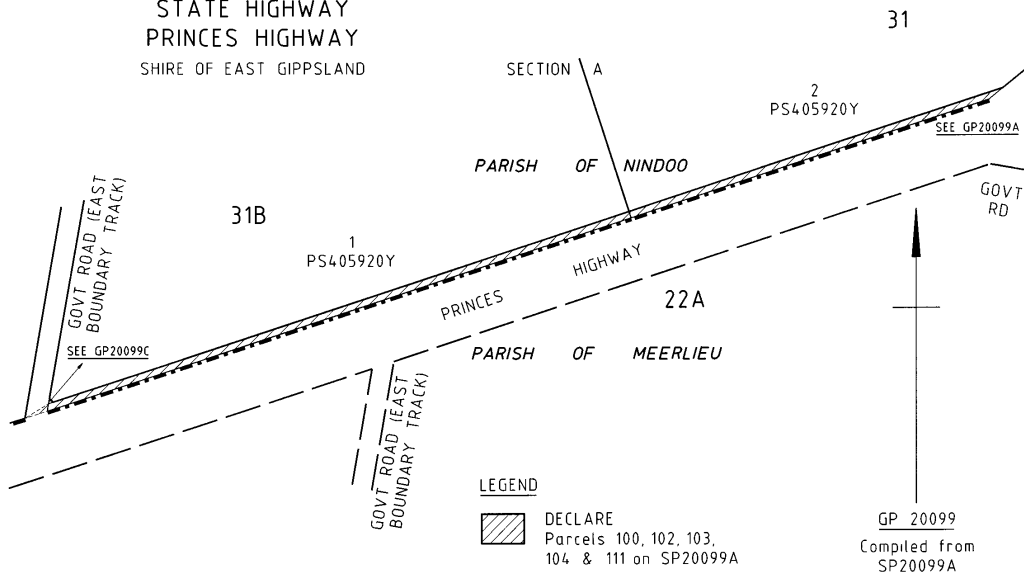 STATE HIGHWAY
PRINCES HIGHWAY
SHIRE OF EAST GIPPSLAND
31
SECTION A
2
PS405920Y
SEE GP20099A
PARISH OF NINDOO
GOVT
RD
31B
1
PS405920Y
GOVT ROAD (EAST
BOUNDARY TRACK)
SEE GP20099C
PRINCES HIGHWAY
22A
PARISH OF MEERLIEU
GOVT ROAD (EAST
BOUNDARY TRACK)
LEGEND
DECLARE
Parcels 100, 102, 103,
104 & 111 on SP20099A
GP 20099
Compiled from
SP20099A